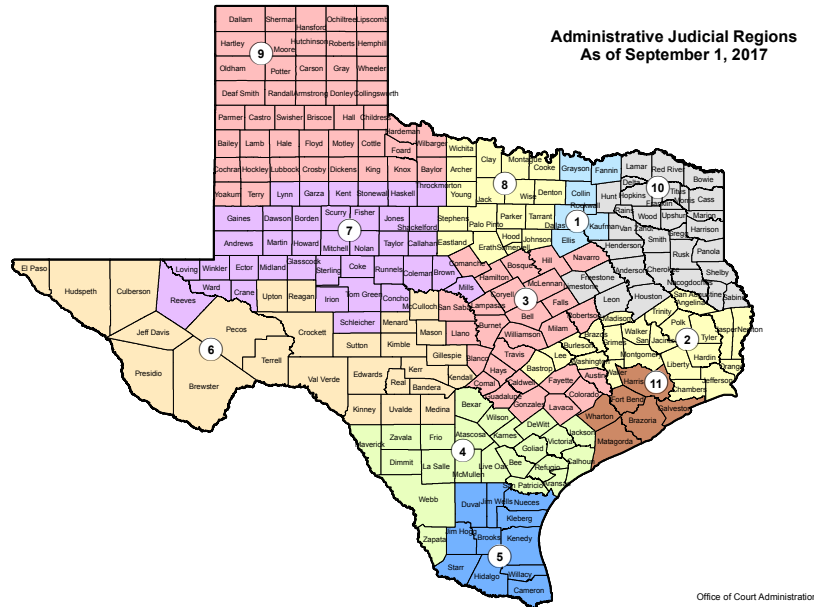 Administrative Judicial Regions
As of September 1, 2017
Dallam Sherman Hansford Ochiltree Lipscomb
Hartley Moore Hutchinson Roberts Hemphill
9
Oldham Potter Carson Gray Wheeler
Deaf Smith Randall Armstrong Donley Collingsworth
Parmer Castro Swisher Briscoe Hall Childress
Hardeman
Bailey Lamb Hale Floyd Motley Cottle Foard Wilbarger Wichita
Cochran Hockley Lubbock Crosby Dickens King Knox Baylor Archer
Clay Montague Cooke Grayson Fannin Lamar Red River Bowie
8
10
Yoakum Terry Lynn Garza Kent Stonewall Haskell Throckmorton Young
Jack Wise Denton Collin Rockwall Hunt Delta Hopkins Franklin Titus Morris Cass
Gaines Dawson Borden Scurry Fisher Jones Shackelford Stephens Palo Pinto Parker Tarrant Dallas
1
Kaufman Rains Wood Upshur Marion
Van Zandt Gregg Harrison
7
Andrews Martin Howard Mitchell Nolan Taylor Callahan Eastland Erath Hood Somervell Johnson Ellis
Henderson Smith Rusk Panola
El Paso Hudspeth Culberson
Loving Winkler Ector Midland Glasscock Sterling Coke Runnels Coleman Brown Comanche
Hamilton Bosque Hill Navarro Freestone Anderson Cherokee Shelby
Nacogdoches
Reeves Ward Crane Upton Reagan Irion Tom Green Concho McCulloch Mills
San Saba Lampasas Coryell McLennan Limestone Leon Houston San Augustine Sabine
3
Bell Falls Robertson Madison Trinity Angelina
Jeff Davis Pecos Crockett Schleicher Menard Mason Llano Burnet Williamson Milam Brazos Grimes Walker San Jacinto Polk Tyler Jasper Newton
2
6
Presidio Brewster Terrell Sutton Kimble Gillespie Blanco Travis Burleson Lee Washington Montgomery Liberty Hardin Orange
Val Verde Edwards Real Kerr Bandera Kendall Hays Comal Caldwell Bastrop Fayette Austin Waller Harris Chambers Jefferson
11
Guadalupe Gonzales Colorado Lavaca Fort Bend Galveston
Kinney Uvalde Medina Bexar Wilson DeWitt Wharton Brazoria
Maverick Zavala Frio Atascosa Karnes Victoria Jackson Matagorda
4
Goliad Calhoun
Dimmit La Salle McMullen Live Oak Bee Refugio Aransas
San Patricio
Webb Duval Jim Wells Nueces
Kleberg
Zapata Jim Hogg Brooks Kenedy
5
Starr Hidalgo Willacy
Cameron
Office of Court Administration